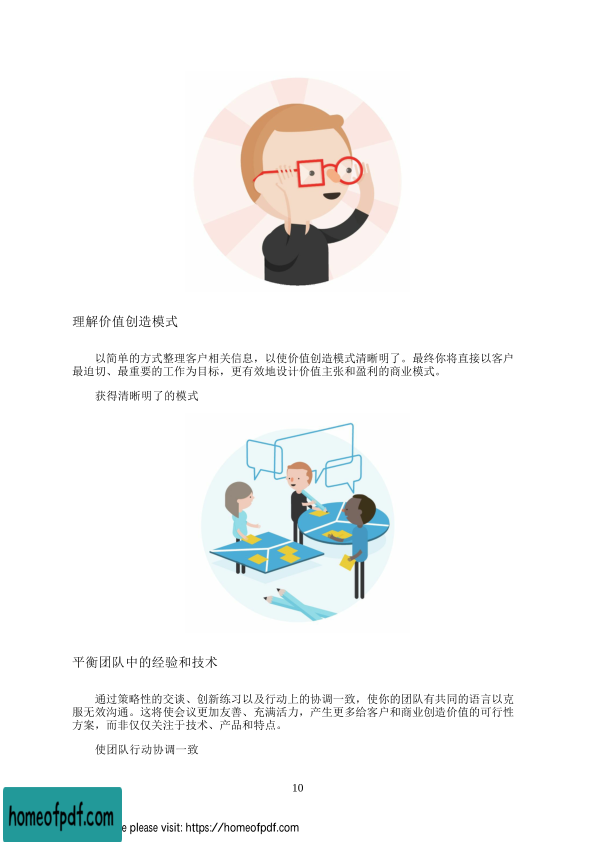 理解价值创造模式
以简单的方式整理客户相关信息，以使价值创造模式清晰明了。最终你将直接以客户
最迫切、最重要的工作为目标，更有效地设计价值主张和盈利的商业模式。
获得清晰明了的模式
平衡团队中的经验和技术
通过策略性的交谈、创新练习以及行动上的协调一致，使你的团队有共同的语言以克
服无效沟通。这将使会议更加友善、充满活力，产生更多给客户和商业创造价值的可行性
方案，而非仅仅关注于技术、产品和特点。
使团队行动协调一致
10
homeofpdf.com
please visit: https://homeofpdf.com